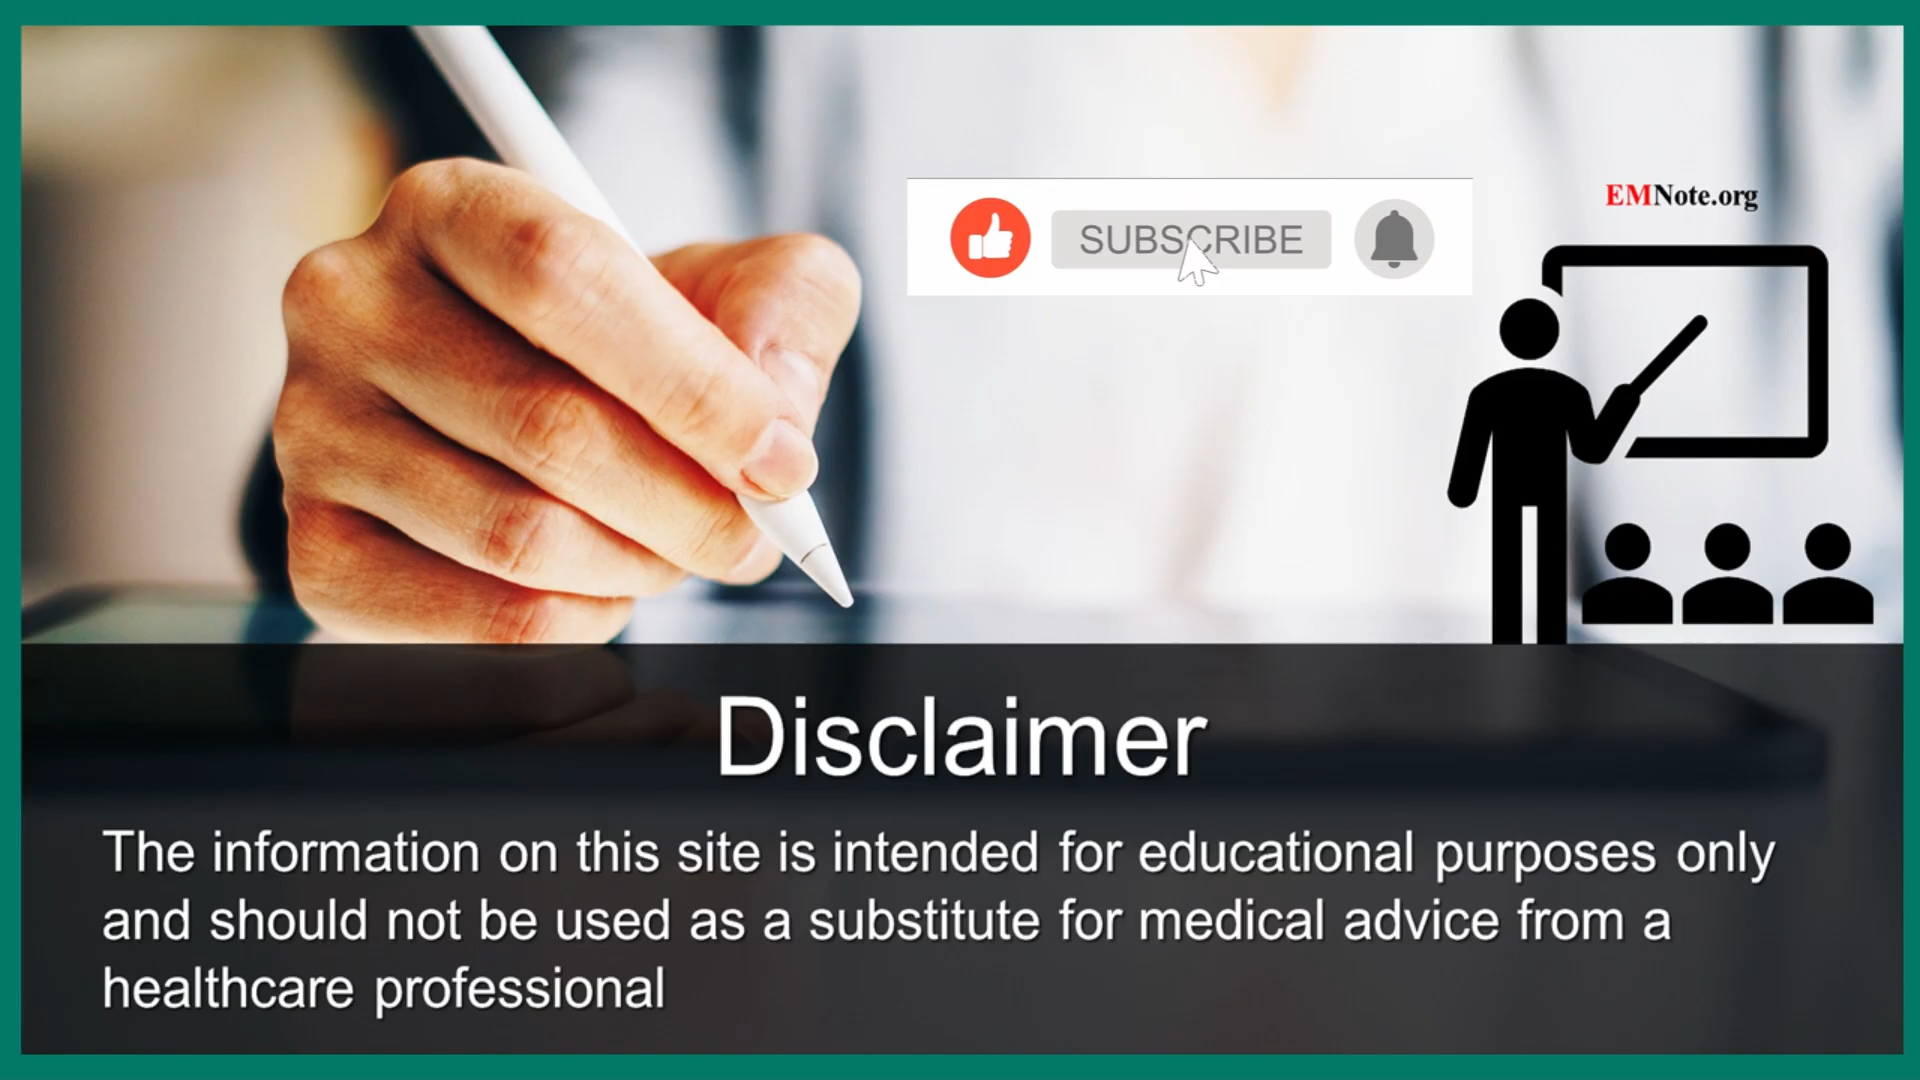 EMNote.org
SUBSCRIBE
Disclaimer
The information on this site is intended for educational purposes only
and should not be used as a substitute for medical advice from a
healthcare professional